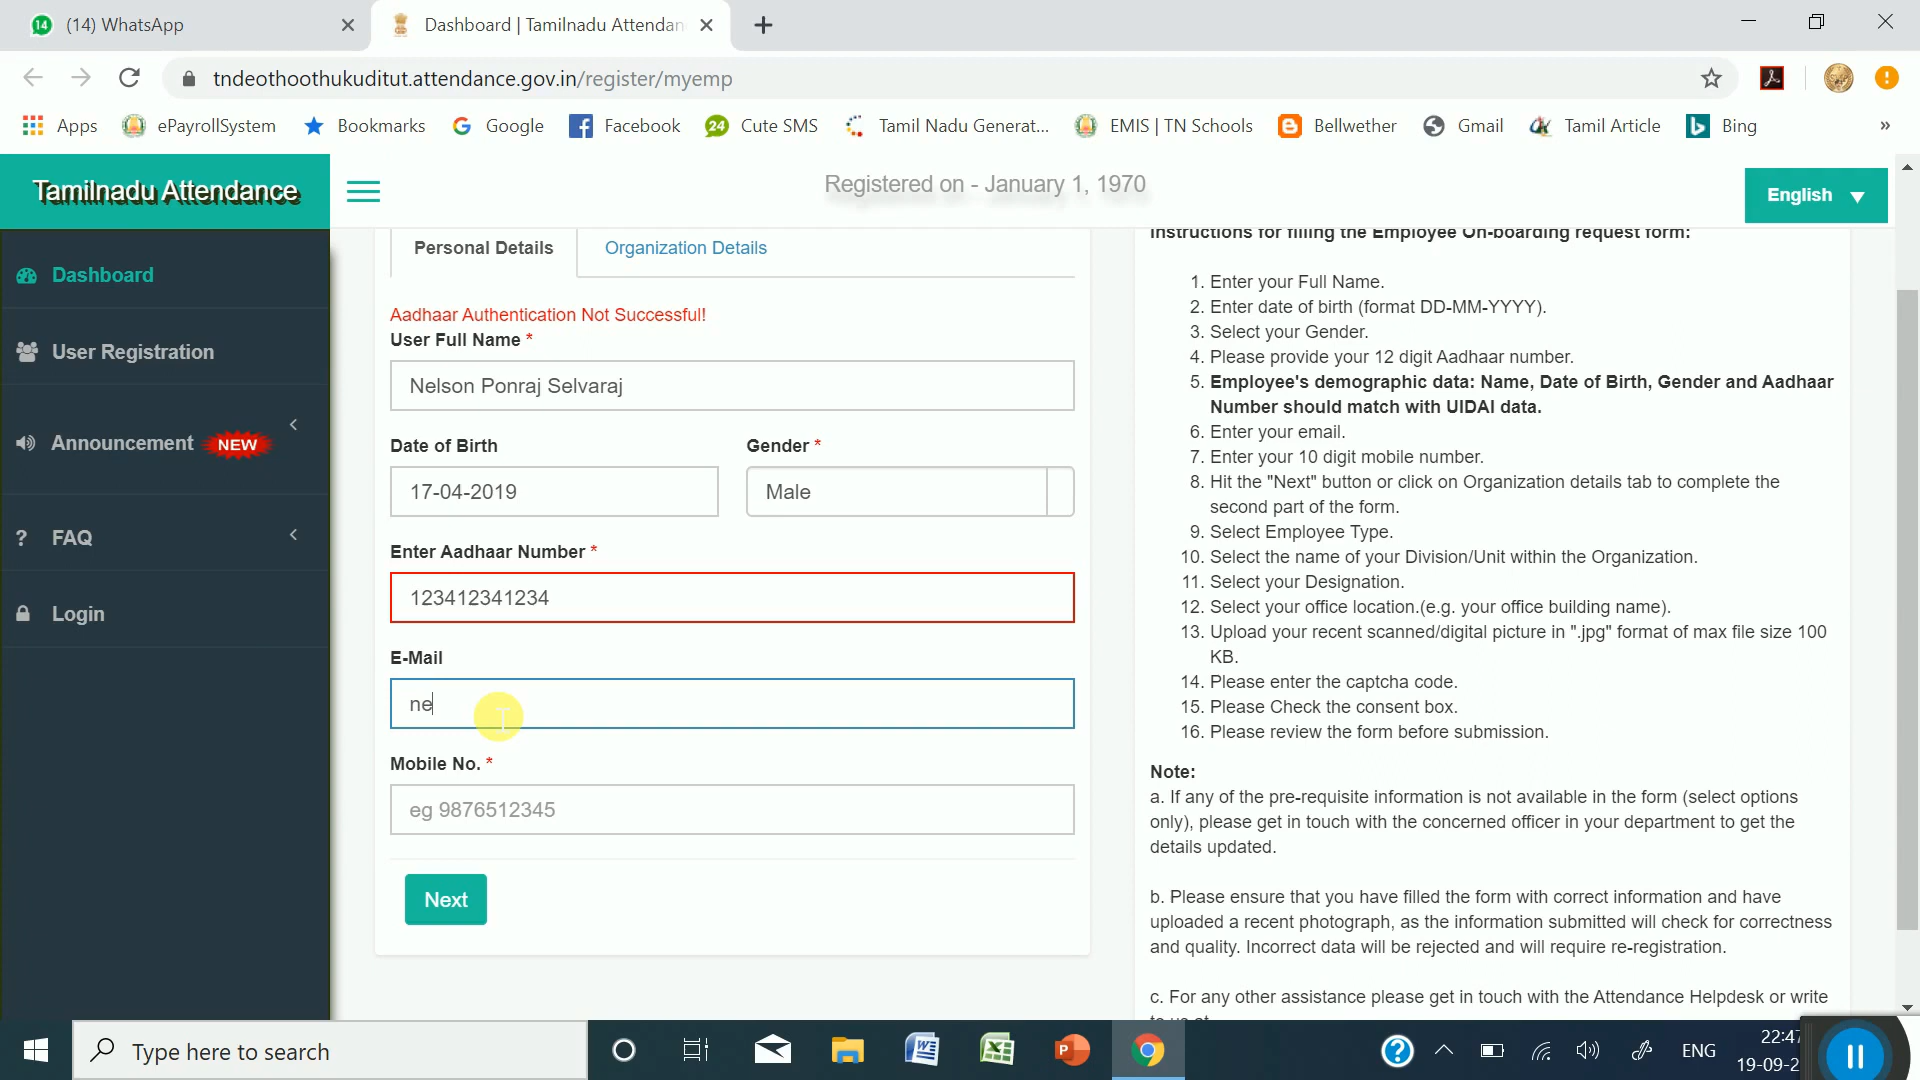 (14) WhatsApp
Dashboard | Tamilnadu Attendan
tndeothoothukuditut.attendance.gov.in/register/myemp
Apps
ePayrollSystem
Bookmarks
Google
Facebook
24
Cute SMS
Tamil Nadu Generat...
EMIS | TN Schools
Bellwether
Gmail
Tamil Article
Bing
»
Tamilnadu Attendance
Registered on - January 1, 1970
English
Dashboard
User Registration
Announcement NEW
? FAQ
Login
Personal Details
Organization Details
Aadhaar Authentication Not Successful!
User Full Name *
Nelson Ponraj Selvaraj
Date of Birth
Gender *
17-04-2019
Male
Enter Aadhaar Number *
123412341234
E-Mail
ne
Mobile No. *
eg 9876512345
Next
Instructions for filling the Employee On-boarding request form:
1. Enter your Full Name.
2. Enter date of birth (format DD-MM-YYYY).
3. Select your Gender.
4. Please provide your 12 digit Aadhaar number.
5. Employee's demographic data: Name, Date of Birth, Gender and Aadhaar
Number should match with UIDAI data.
6. Enter your email.
7. Enter your 10 digit mobile number.
8. Hit the "Next" button or click on Organization details tab to complete the
second part of the form.
9. Select Employee Type.
10. Select the name of your Division/Unit within the Organization.
11. Select your Designation.
12. Select your office location.(e.g. your office building name).
13. Upload your recent scanned/digital picture in ".jpg" format of max file size 100
KB.
14. Please enter the captcha code.
15. Please Check the consent box.
16. Please review the form before submission.
Note:
a. If any of the pre-requisite information is not available in the form (select options
only), please get in touch with the concerned officer in your department to get the
details updated.
b. Please ensure that you have filled the form with correct information and have
uploaded a recent photograph, as the information submitted will check for correctness
and quality. Incorrect data will be rejected and will require re-registration.
c. For any other assistance please get in touch with the Attendance Helpdesk or write
Type here to search
ENG
22:47
19-09-2